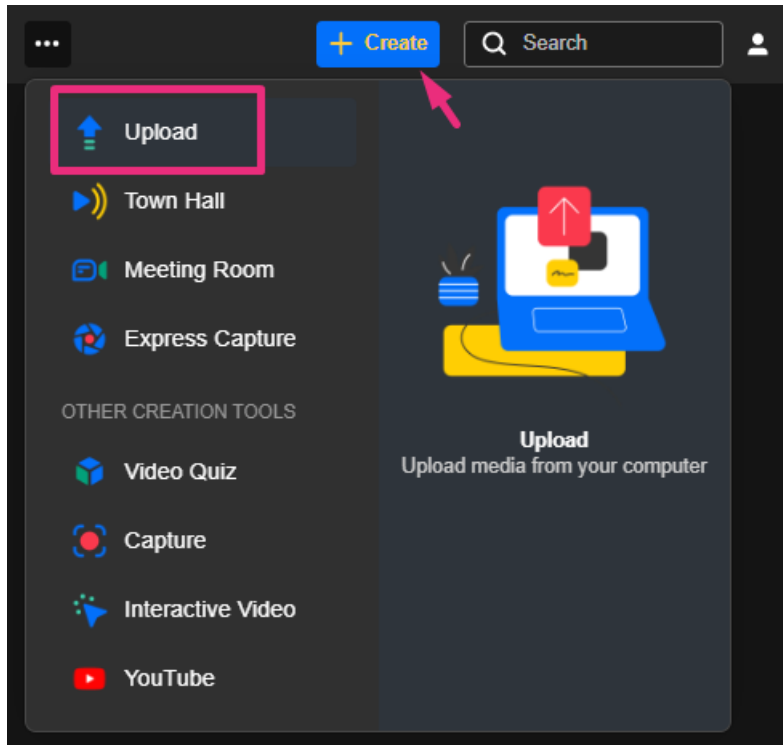 + Create
Search
Upload
Town Hall
Meeting Room
Express Capture
OTHER CREATION TOOLS
Video Quiz
Capture
Interactive Video
YouTube
Upload
Upload media from your computer